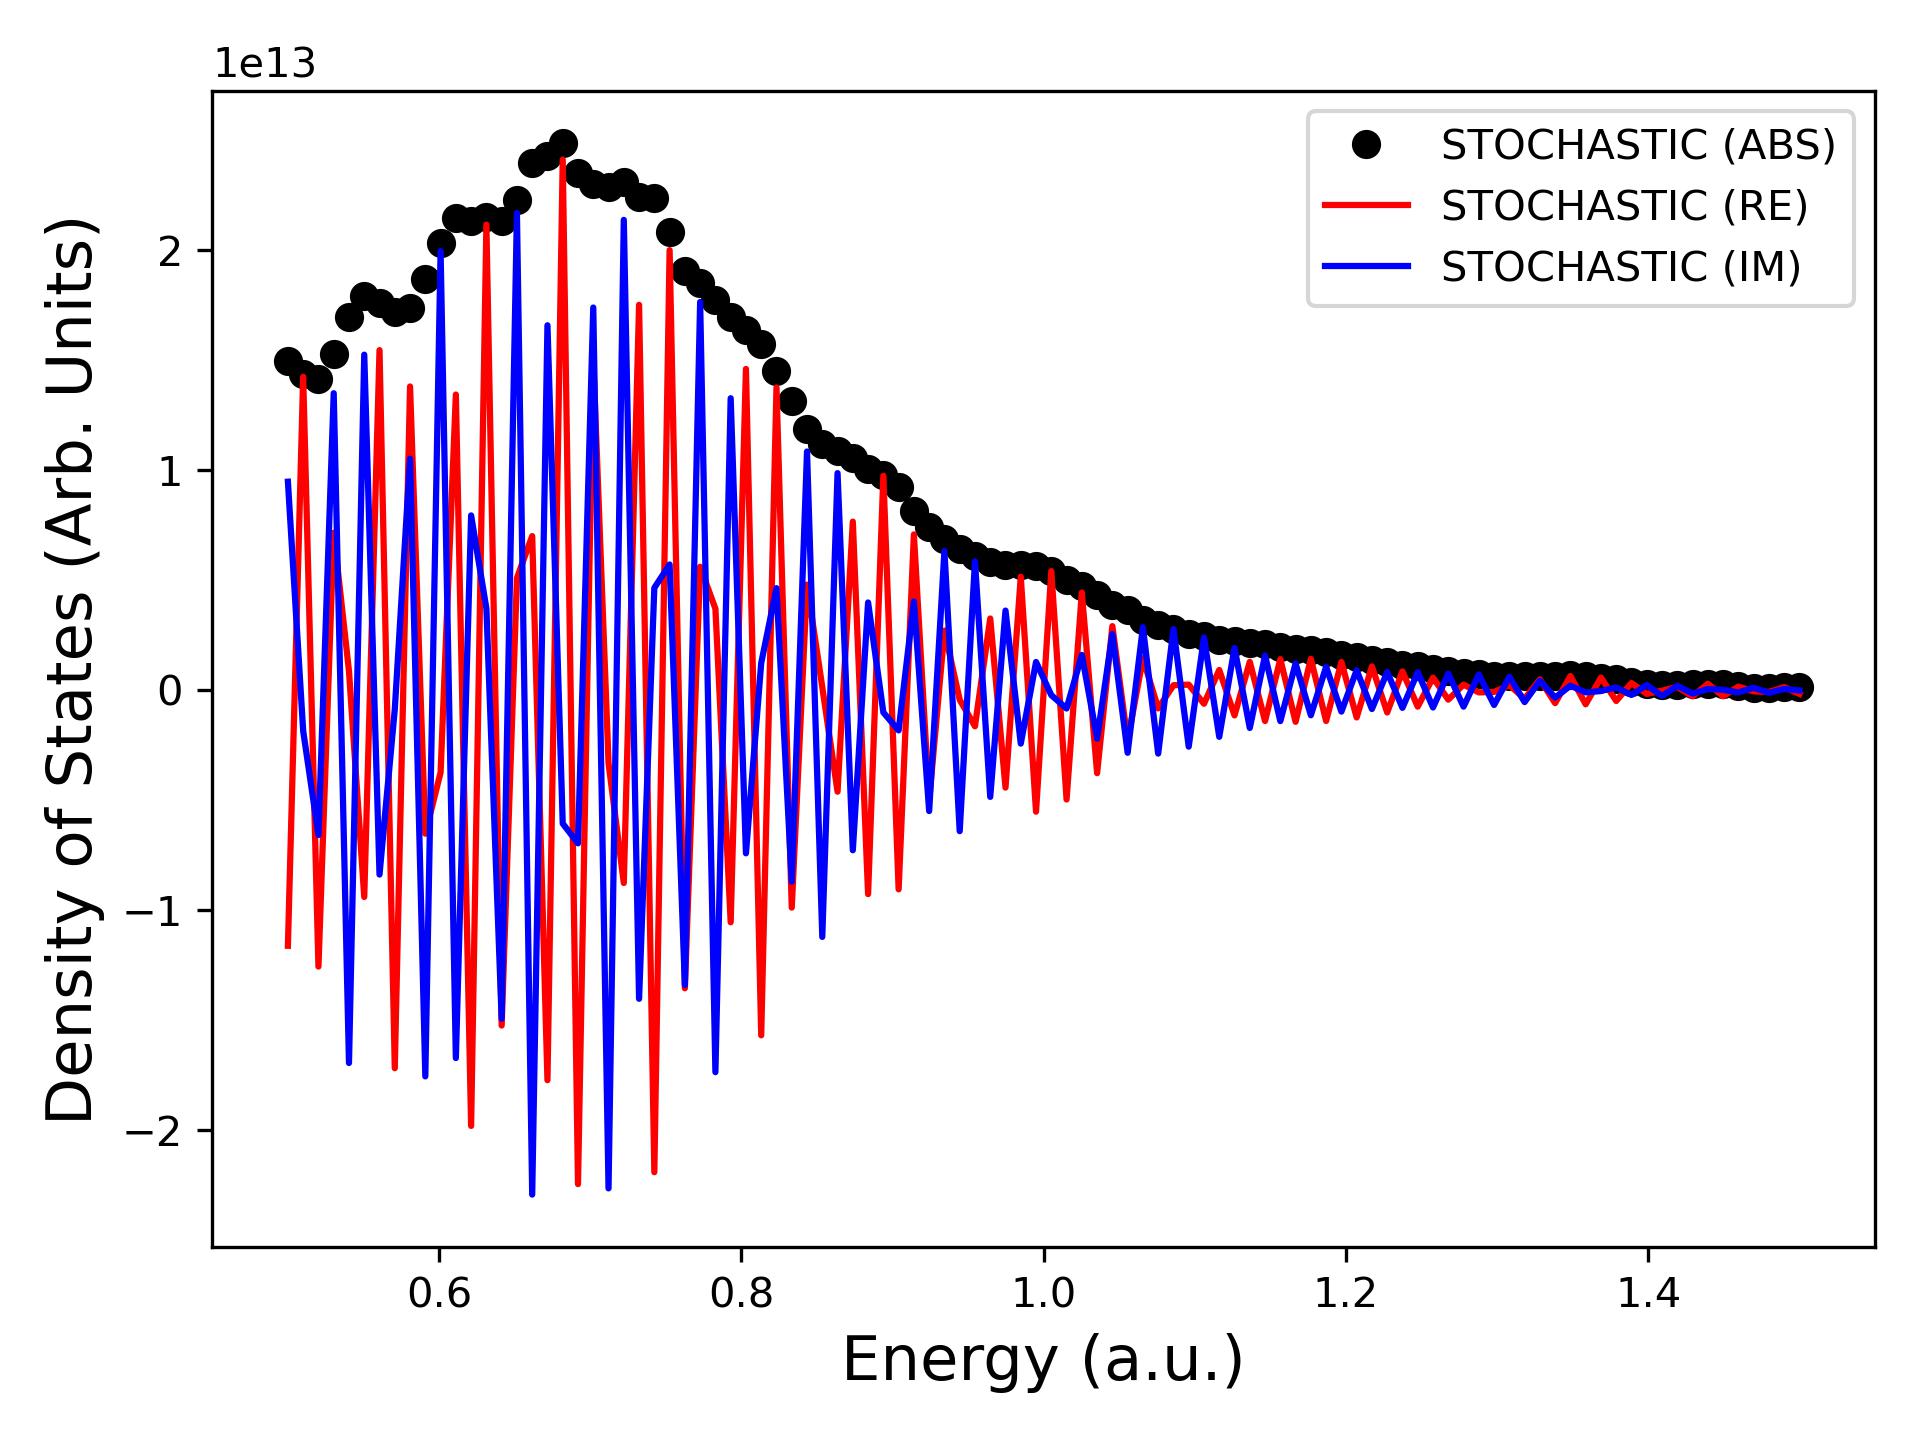 1e13
STOCHASTIC (ABS)
STOCHASTIC (RE)
STOCHASTIC (IM)
Density of States (Arb. Units)
2
1
0
−1
−2
0.6 0.8 1.0 1.2 1.4
Energy (a.u.)